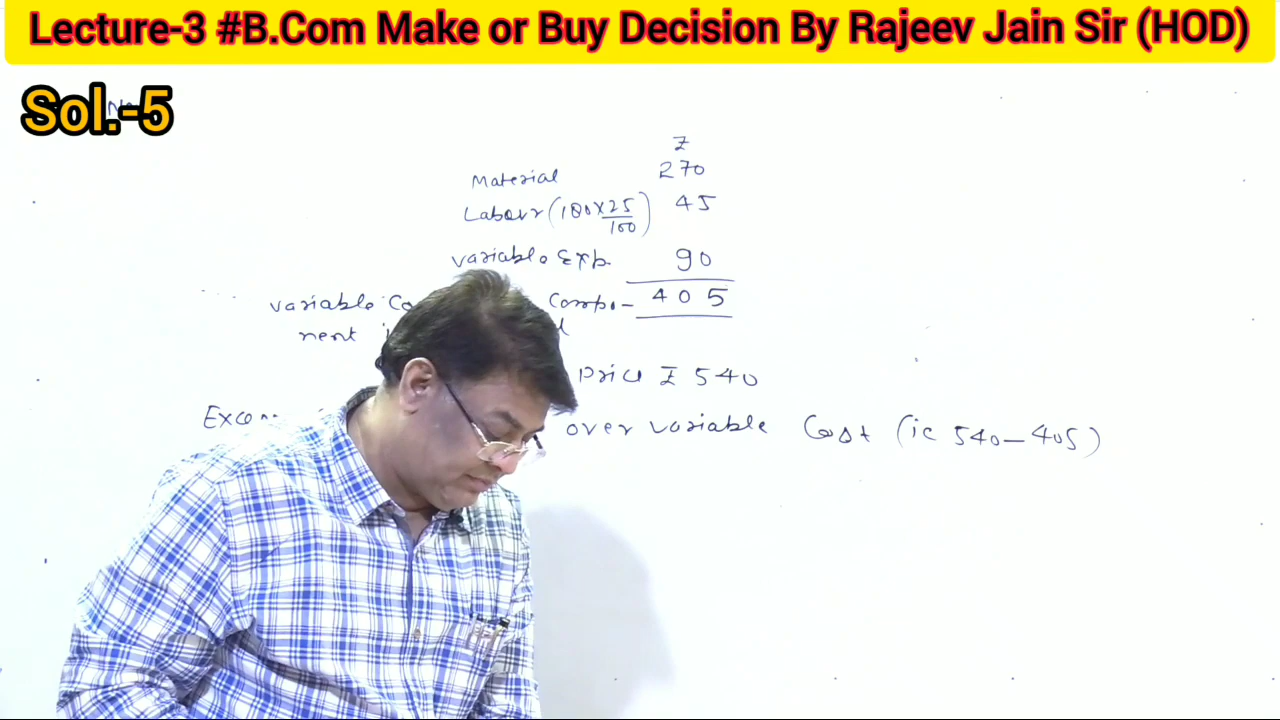 Lecture-3 #B.Com Make or Buy Decision By Rajeev Jain Sir (HOD)
Sol.-5
₹
Material 270
Labour (180×25/100) 45
variable Exp. 90
variable Compo- 405
nent
Price ₹ 540
over variable Cost (ie 540-405)